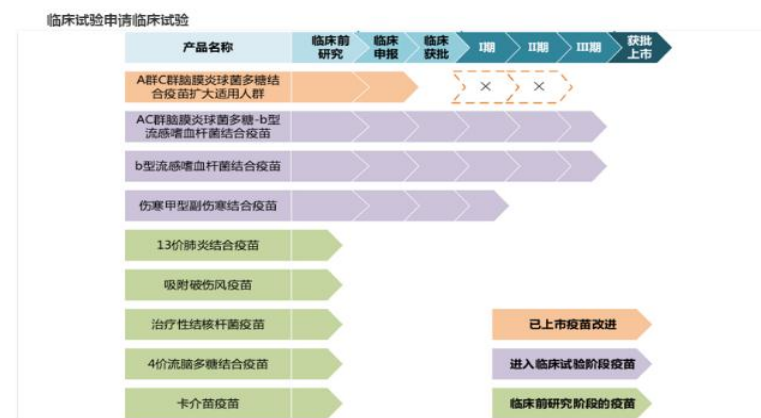 临床试验申请临床试验
产品名称
临床前
研究
临床
申报
临床
获批
I期
II期
III期
获批
上市
A群C群脑膜炎球菌多糖结
合疫苗扩大适用人群
×
×
AC群脑膜炎球菌多糖-b型
流感嗜血杆菌结合疫苗
b型流感嗜血杆菌结合疫苗
伤寒甲型副伤寒结合疫苗
13价肺炎结合疫苗
吸附破伤风疫苗
治疗性结核杆菌疫苗
已上市疫苗改进
4价流脑多糖结合疫苗
进入临床试验阶段疫苗
卡介苗疫苗
临床前研究阶段的疫苗